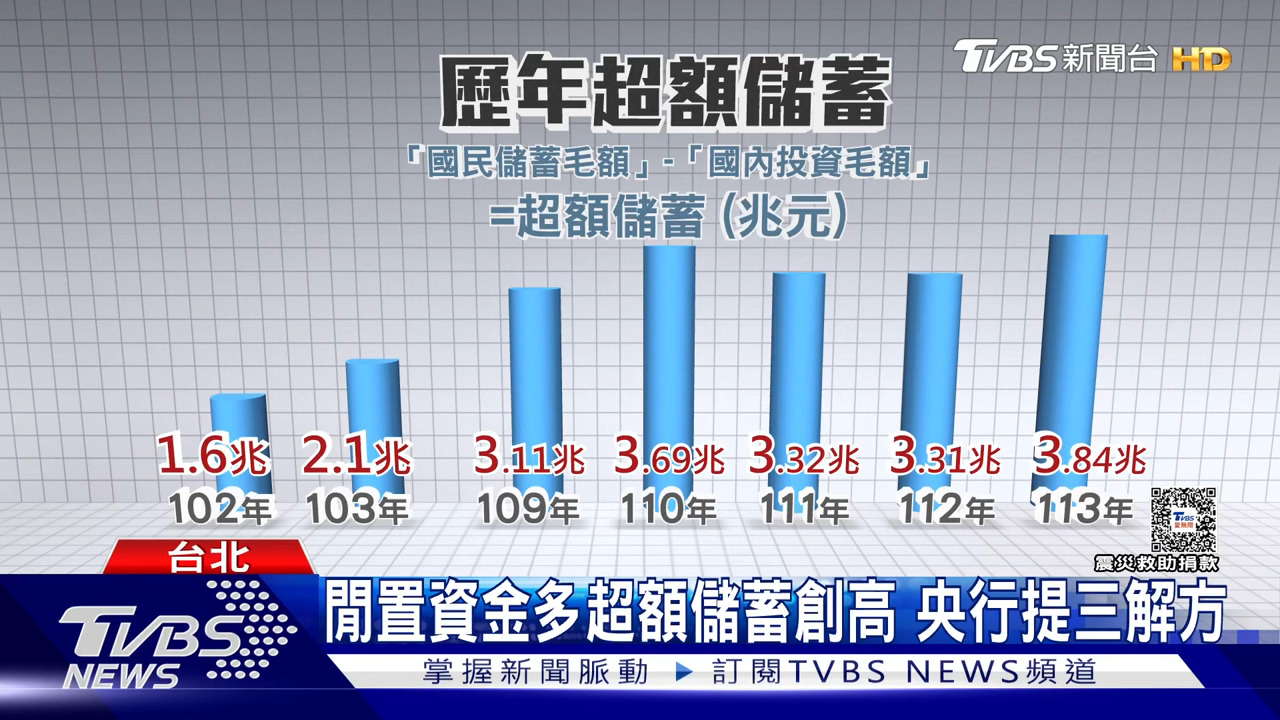 TVBS新聞台 HD
歷年超額儲蓄
「國民儲蓄毛額」-「國內投資毛額」
=超額儲蓄 (兆元)
1.6兆 2.1兆 3.11兆 3.69兆 3.32兆 3.31兆 3.84兆
102年 103年 109年 110年 111年 112年 113年
TVBS
震災救助捐款
台北
閒置資金多超額儲蓄創高 央行提三解方
TVBS
NEWS
掌握新聞脈動 ▶ 訂閱TVBS NEWS頻道